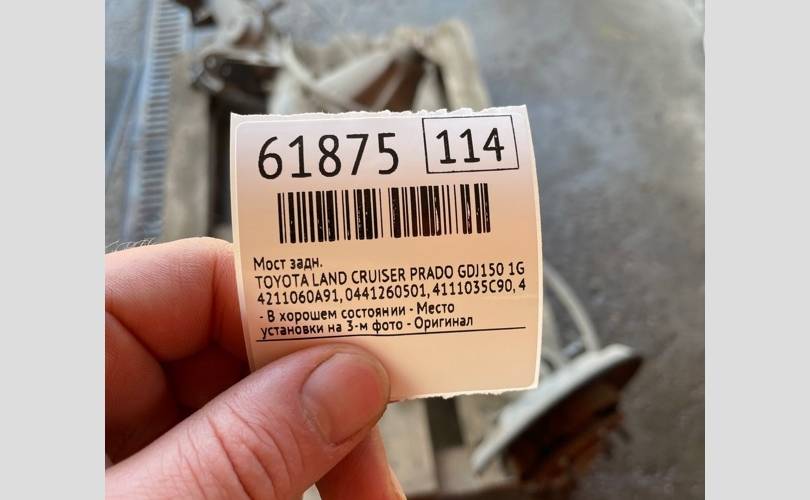 61875 114
Мост задн.
TOYOTA LAND CRUISER PRADO GDJ150 1G
4211060A91, 0441260501, 4111035C90, 4
- В хорошем состоянии - Место
установки на 3-м фото - Оригинал